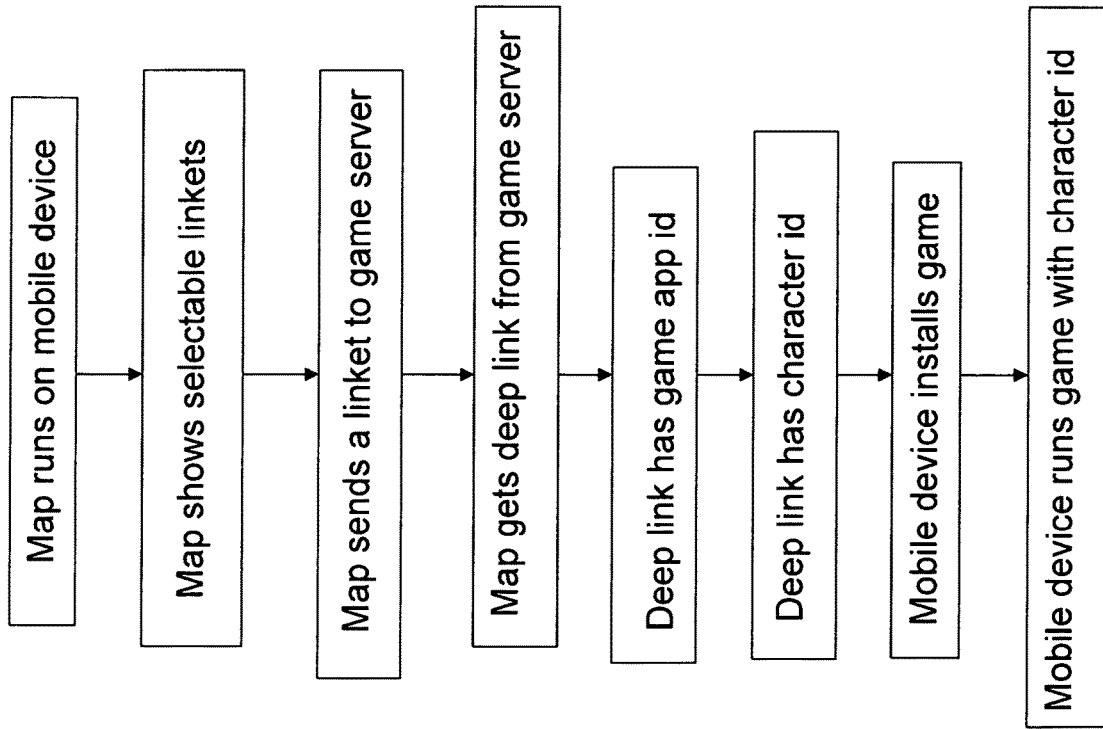 Map runs on mobile device
Map shows selectable linkets
Map sends a linket to game server
Map gets deep link from game server
Deep link has game app id
Deep link has character id
Mobile device installs game
Mobile device runs game with character id